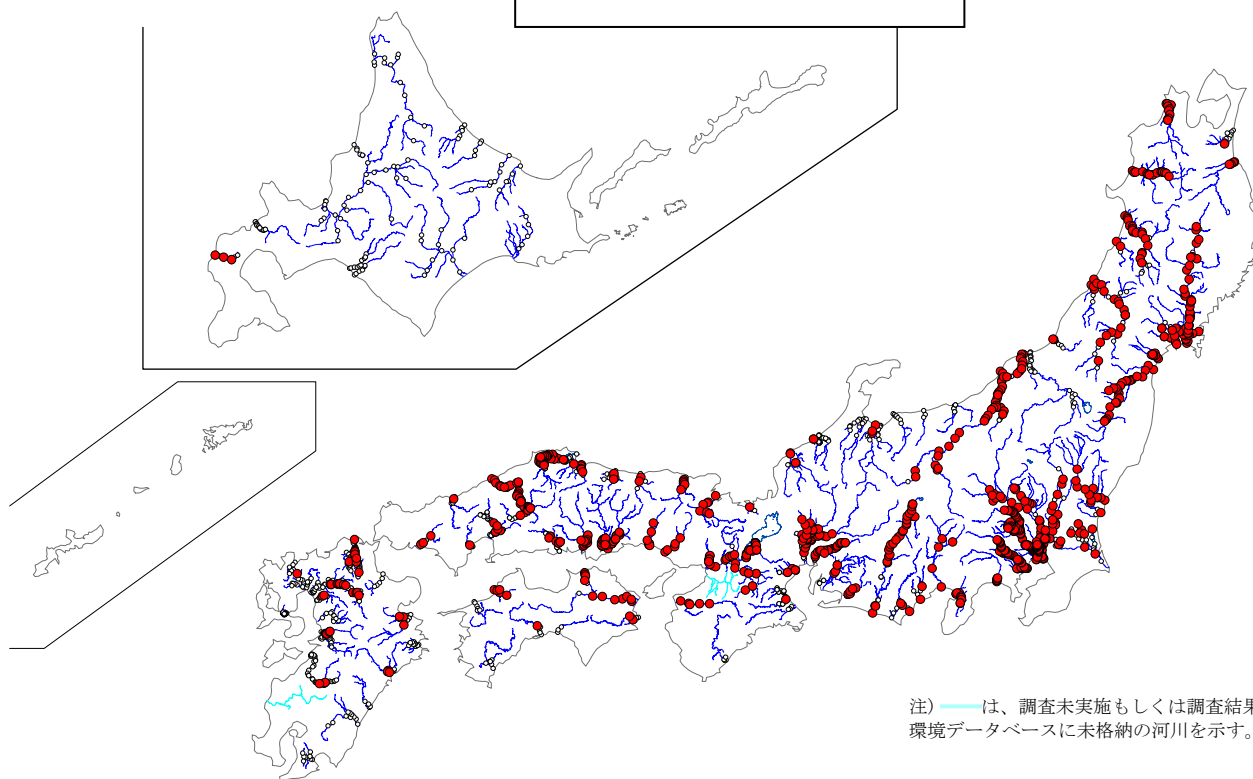 注) は、調査未実施もしくは調査結果
環境データベースに未格納の河川を示す。